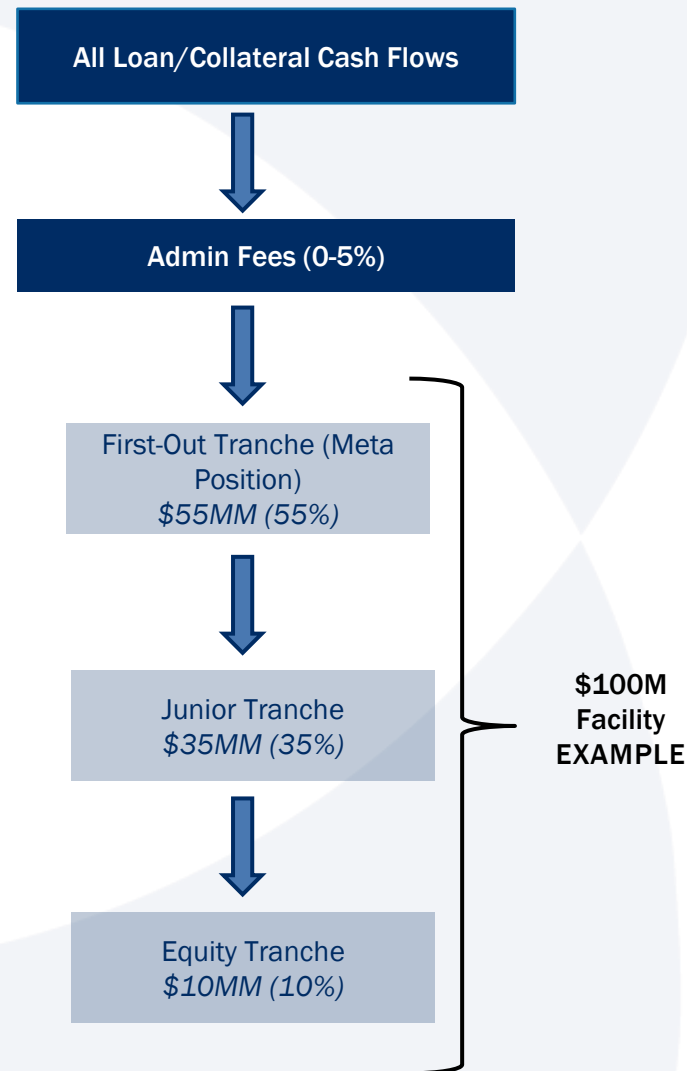 All Loan/Collateral Cash Flows
Admin Fees (0-5%)
First-Out Tranche (Meta
Position)
$55MM (55%)
Junior Tranche
$35MM (35%)
Equity Tranche
$10MM (10%)
$100M
Facility
EXAMPLE